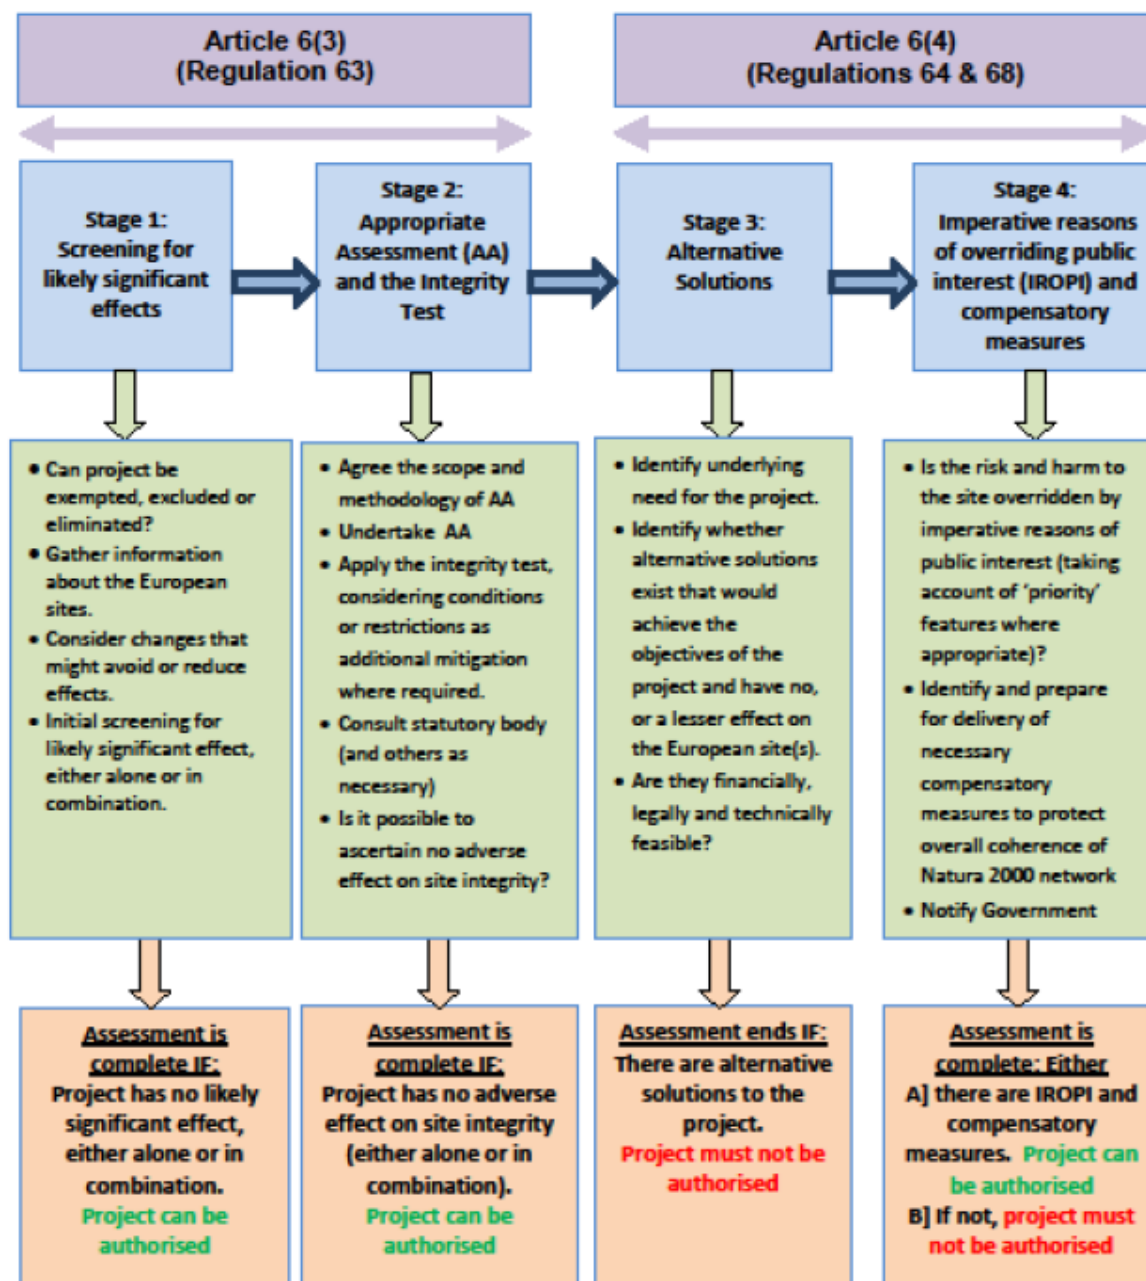 Article 6(3)
(Regulation 63)
Article 6(4)
(Regulations 64 & 68)
Stage 1:
Screening for
likely significant
effects
Stage 2:
Appropriate
Assessment (AA)
and the Integrity
Test
Stage 3:
Alternative
Solutions
Stage 4:
Imperative reasons
of overriding public
interest (IROPI) and
compensatory
measures
• Can project be
exempted, excluded or
eliminated?
• Gather information
about the European
sites.
• Consider changes that
might avoid or reduce
effects.
• Initial screening for
likely significant effect,
either alone or in
combination.
• Agree the scope and
methodology of AA
• Undertake AA
• Apply the integrity test,
considering conditions
or restrictions as
additional mitigation
where required.
• Consult statutory body
(and others as
necessary)
• Is it possible to
ascertain no adverse
effect on site integrity?
• Identify underlying
need for the project.
• Identify whether
alternative solutions
exist that would
achieve the
objectives of the
project and have no,
or a lesser effect on
the European site(s).
• Are they financially,
legally and technically
feasible?
• Is the risk and harm to
the site overridden by
imperative reasons of
public interest (taking
account of ‘priority’
features where
appropriate)?
• Identify and prepare
for delivery of
necessary
compensatory
measures to protect
overall coherence of
Natura 2000 network
• Notify Government
Assessment is
complete IF:
Project has no likely
significant effect,
either alone or in
combination.
Project can be
authorised
Assessment is
complete IF:
Project has no adverse
effect on site integrity
(either alone or in
combination).
Project can be
authorised
Assessment ends IF:
There are alternative
solutions to the
project.
Project must not be
authorised
Assessment is
complete: Either
A] there are IROPI and
compensatory
measures. Project can
be authorised
B] If not, project must
not be authorised